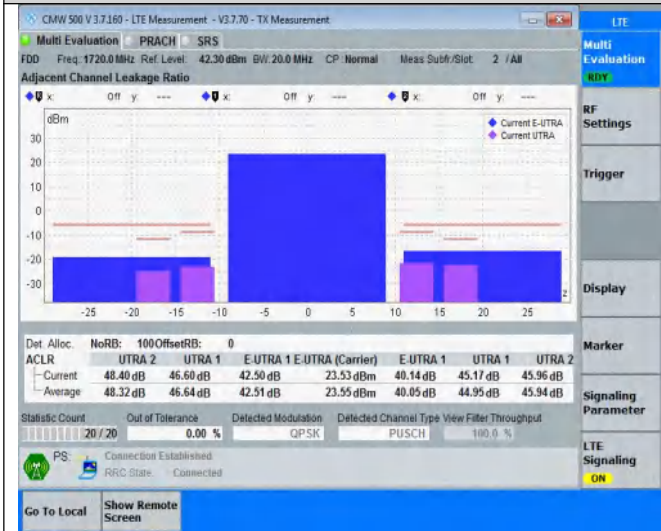 CMW 500 V 3.7.160 - LTE Measurement - V3.7.70 - TX Measurement
LTE
Multi Evaluation PRACH SRS
FDD Freq.: 1720.0 MHz Ref. Level: 42.30 dBm BW: 20.0 MHz CP: Normal Meas Subfr./Slot: 2 / All
Adjacent Channel Leakage Ratio
x: Off y: --- x: Off y: --- x: Off y: ---
dBm
Current E-UTRA
Current UTRA
30
20
10
0
-10
-20
-30
-25 -20 -15 -10 -5 0 5 10 15 20 25
Det. Alloc. NoRB: 100 OffsetRB: 0
ACLR UTRA 2 UTRA 1 E-UTRA 1 E-UTRA (Carrier) E-UTRA 1 UTRA 1 UTRA 2
Current 48.40 dB 46.60 dB 42.50 dB 23.53 dBm 40.14 dB 45.17 dB 45.96 dB
Average 48.32 dB 46.64 dB 42.51 dB 23.55 dBm 40.05 dB 44.95 dB 45.94 dB
Statistic Count Out of Tolerance Detected Modulation Detected Channel Type View Filter Throughput
20 / 20 0.00 % QPSK PUSCH 100.0 %
PS: Connection Established
RRC State: Connected
Multi Evaluation
RDY
RF Settings
Trigger
Display
Marker
Signaling Parameter
LTE Signaling
ON
Go To Local
Show Remote Screen